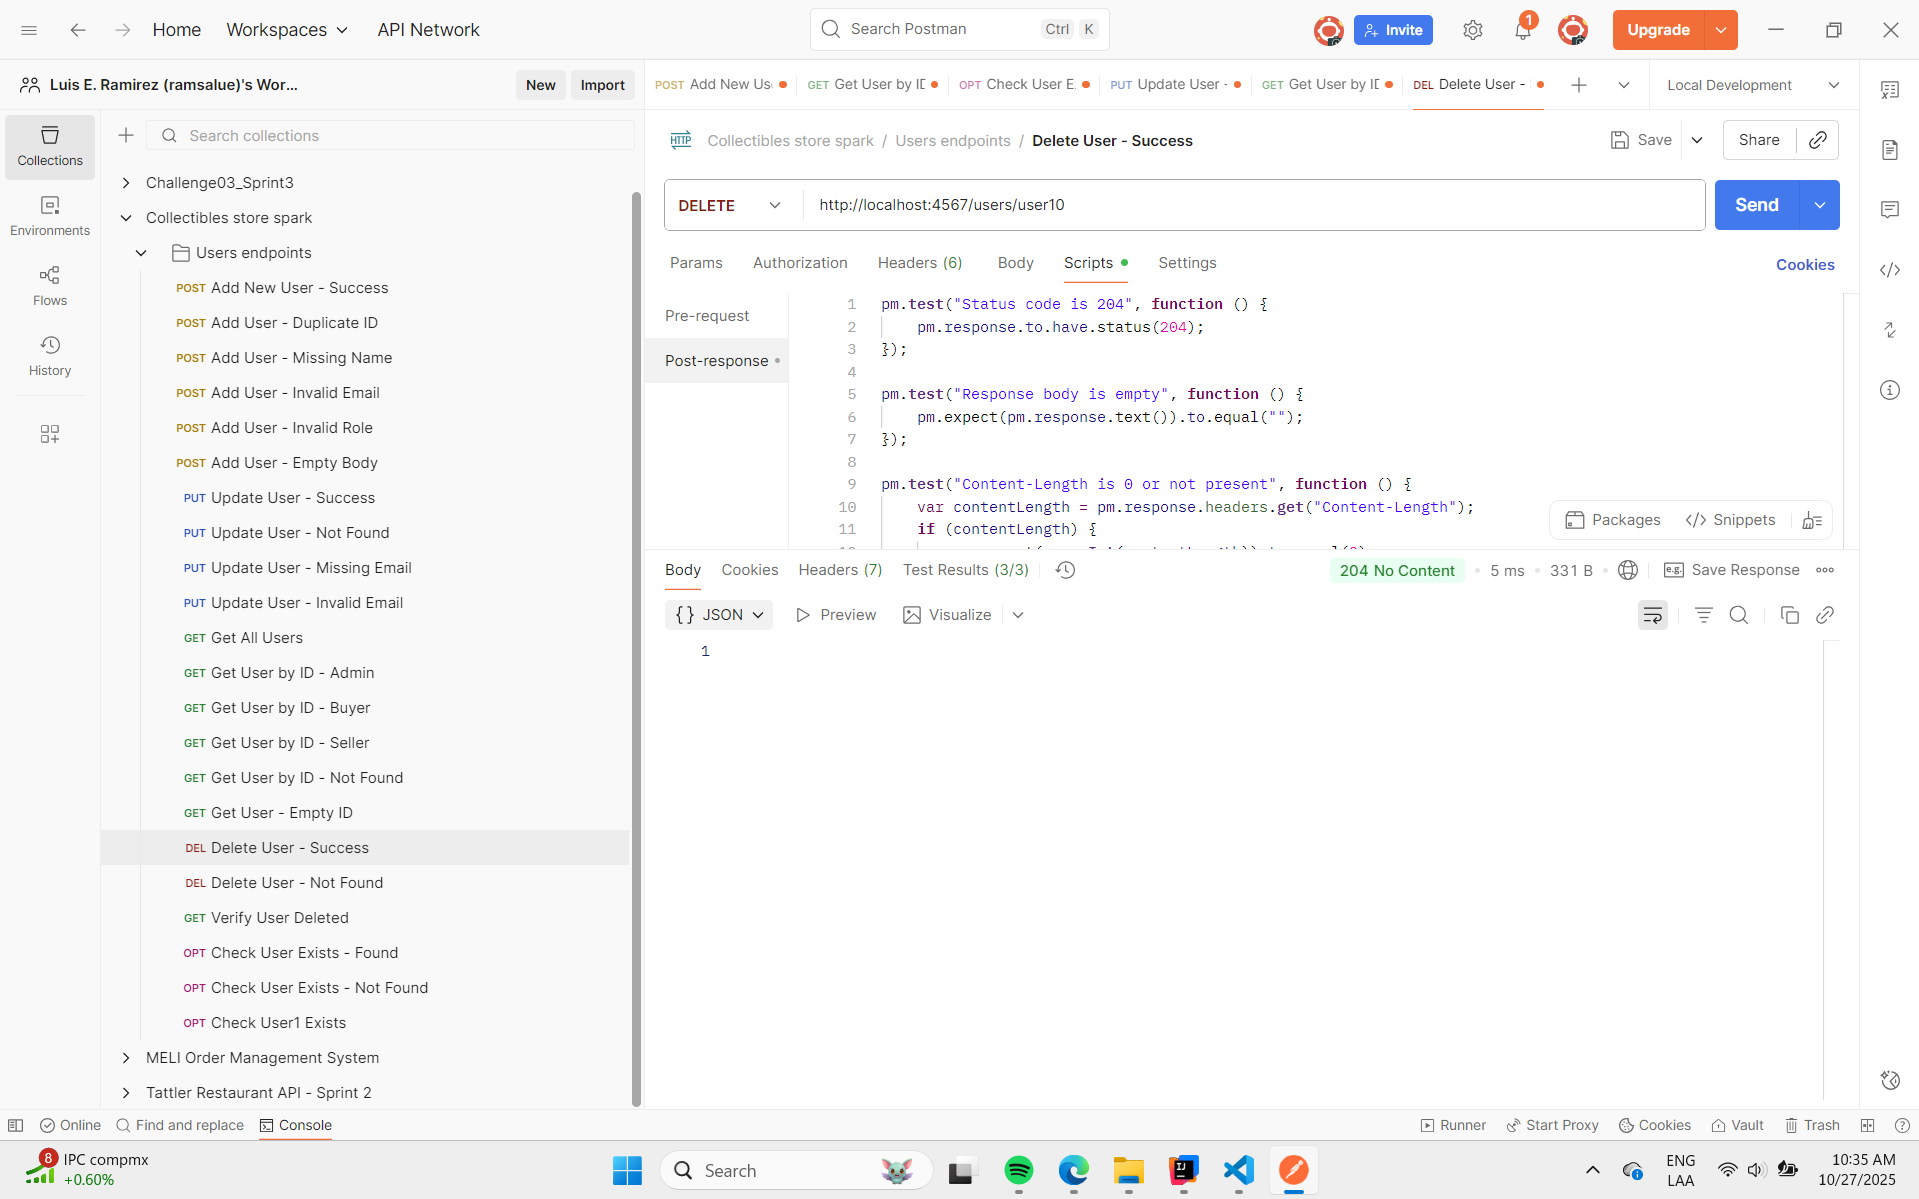 Home
Workspaces
API Network
Search Postman
Ctrl K
Invite
1
Upgrade
Luis E. Ramirez (ramsalue)'s Wor...
New
Import
POST Add New Us
GET Get User by ID
OPT Check User E
PUT Update User -
GET Get User by ID
DEL Delete User -
Local Development
Collections
Environments
Flows
History
Search collections
Challenge03_Sprint3
Collectibles store spark
Users endpoints
POST Add New User - Success
POST Add User - Duplicate ID
POST Add User - Missing Name
POST Add User - Invalid Email
POST Add User - Invalid Role
POST Add User - Empty Body
PUT Update User - Success
PUT Update User - Not Found
PUT Update User - Missing Email
PUT Update User - Invalid Email
GET Get All Users
GET Get User by ID - Admin
GET Get User by ID - Buyer
GET Get User by ID - Seller
GET Get User by ID - Not Found
GET Get User - Empty ID
DEL Delete User - Success
DEL Delete User - Not Found
GET Verify User Deleted
OPT Check User Exists - Found
OPT Check User Exists - Not Found
OPT Check User1 Exists
MELI Order Management System
Tattler Restaurant API - Sprint 2
HTTP Collectibles store spark / Users endpoints / Delete User - Success
Save
Share
DELETE
http://localhost:4567/users/user10
Send
Params
Authorization
Headers (6)
Body
Scripts
Settings
Cookies
Pre-request
Post-response
1 pm.test("Status code is 204", function () {
2 pm.response.to.have.status(204);
3 });
4
5 pm.test("Response body is empty", function () {
6 pm.expect(pm.response.text()).to.equal("");
7 });
8
9 pm.test("Content-Length is 0 or not present", function () {
10 var contentLength = pm.response.headers.get("Content-Length");
11 if (contentLength) {
Packages
Snippets
Body
Cookies
Headers (7)
Test Results (3/3)
204 No Content
5 ms
331 B
e.g. Save Response
{} JSON
Preview
Visualize
1
Online
Find and replace
Console
Runner
Start Proxy
Cookies
Vault
Trash
8
IPC compmx
+0.60%
Search
ENG
LAA
10:35 AM
10/27/2025